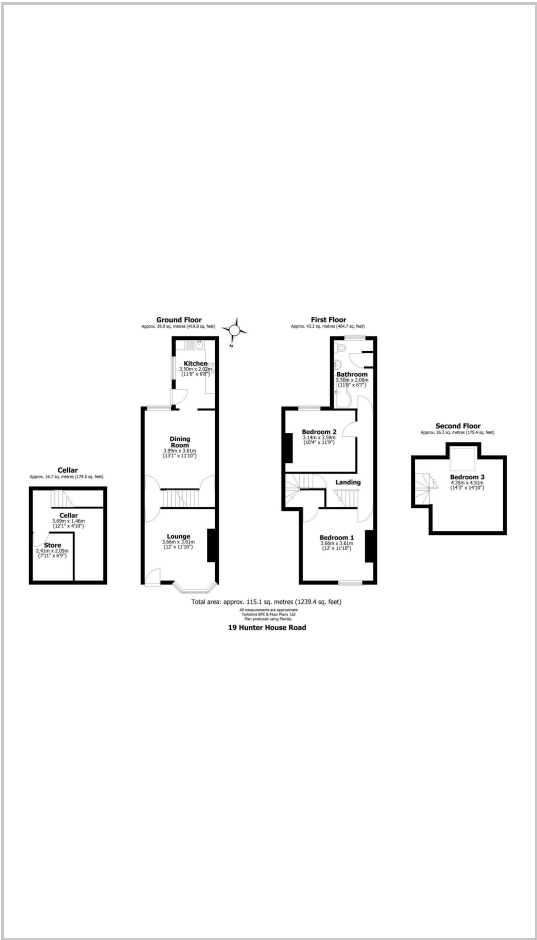 Ground Floor
Approx. 39.0 sq. metres (419.8 sq. feet)
Kitchen
3.50m x 2.02m
(11'6" x 6'8")
Dining
Room
3.99m x 3.61m
(13'1" x 11'10")
Lounge
3.66m x 3.61m
(12' x 11'10")
N
First Floor
Approx. 43.2 sq. metres (464.7 sq. feet)
Bathroom
3.50m x 2.00m
(11'6" x 6'7")
Bedroom 2
3.14m x 3.59m
(10'4" x 11'9")
Landing
Bedroom 1
3.66m x 3.61m
(12' x 11'10")
Second Floor
Approx. 16.3 sq. metres (175.4 sq. feet)
Bedroom 3
4.35m x 4.51m
(14'3" x 14'10")
Cellar
Approx. 16.7 sq. metres (179.5 sq. feet)
Cellar
3.69m x 1.46m
(12'1" x 4'10")
Store
2.41m x 2.05m
(7'11" x 6'9")
Total area: approx. 115.1 sq. metres (1239.4 sq. feet)
All measurements are approximate
Yorkshire EPC & Floor Plans Ltd
Plan produced using PlanUp.
19 Hunter House Road